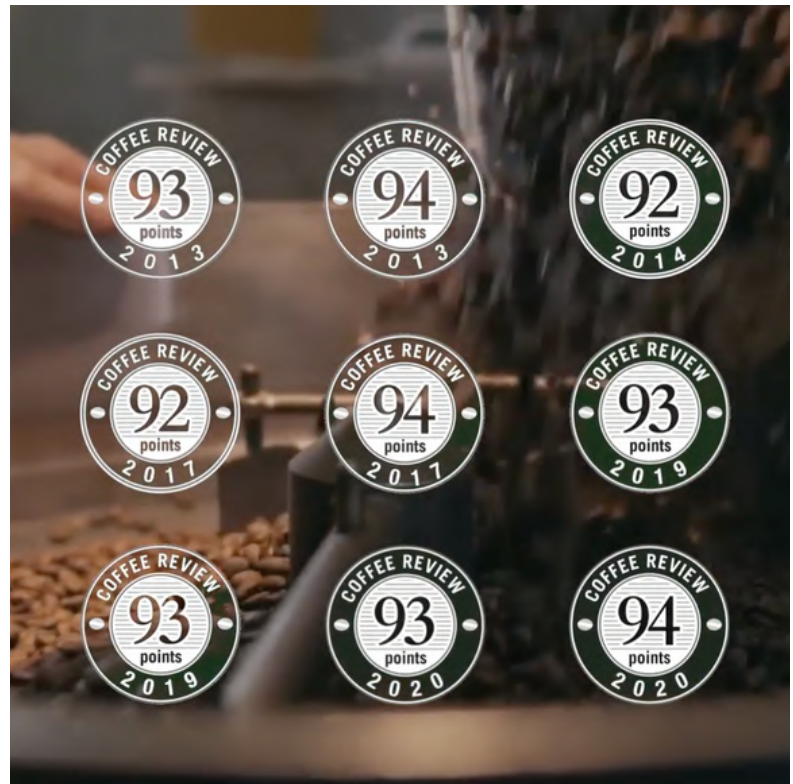 COFFEE REVIEW
93
points
2013
COFFEE REVIEW
94
points
2013
COFFEE REVIEW
92
points
2014
COFFEE REVIEW
92
points
2017
COFFEE REVIEW
94
points
2017
COFFEE REVIEW
93
points
2019
COFFEE REVIEW
93
points
2019
COFFEE REVIEW
93
points
2020
COFFEE REVIEW
94
points
2020